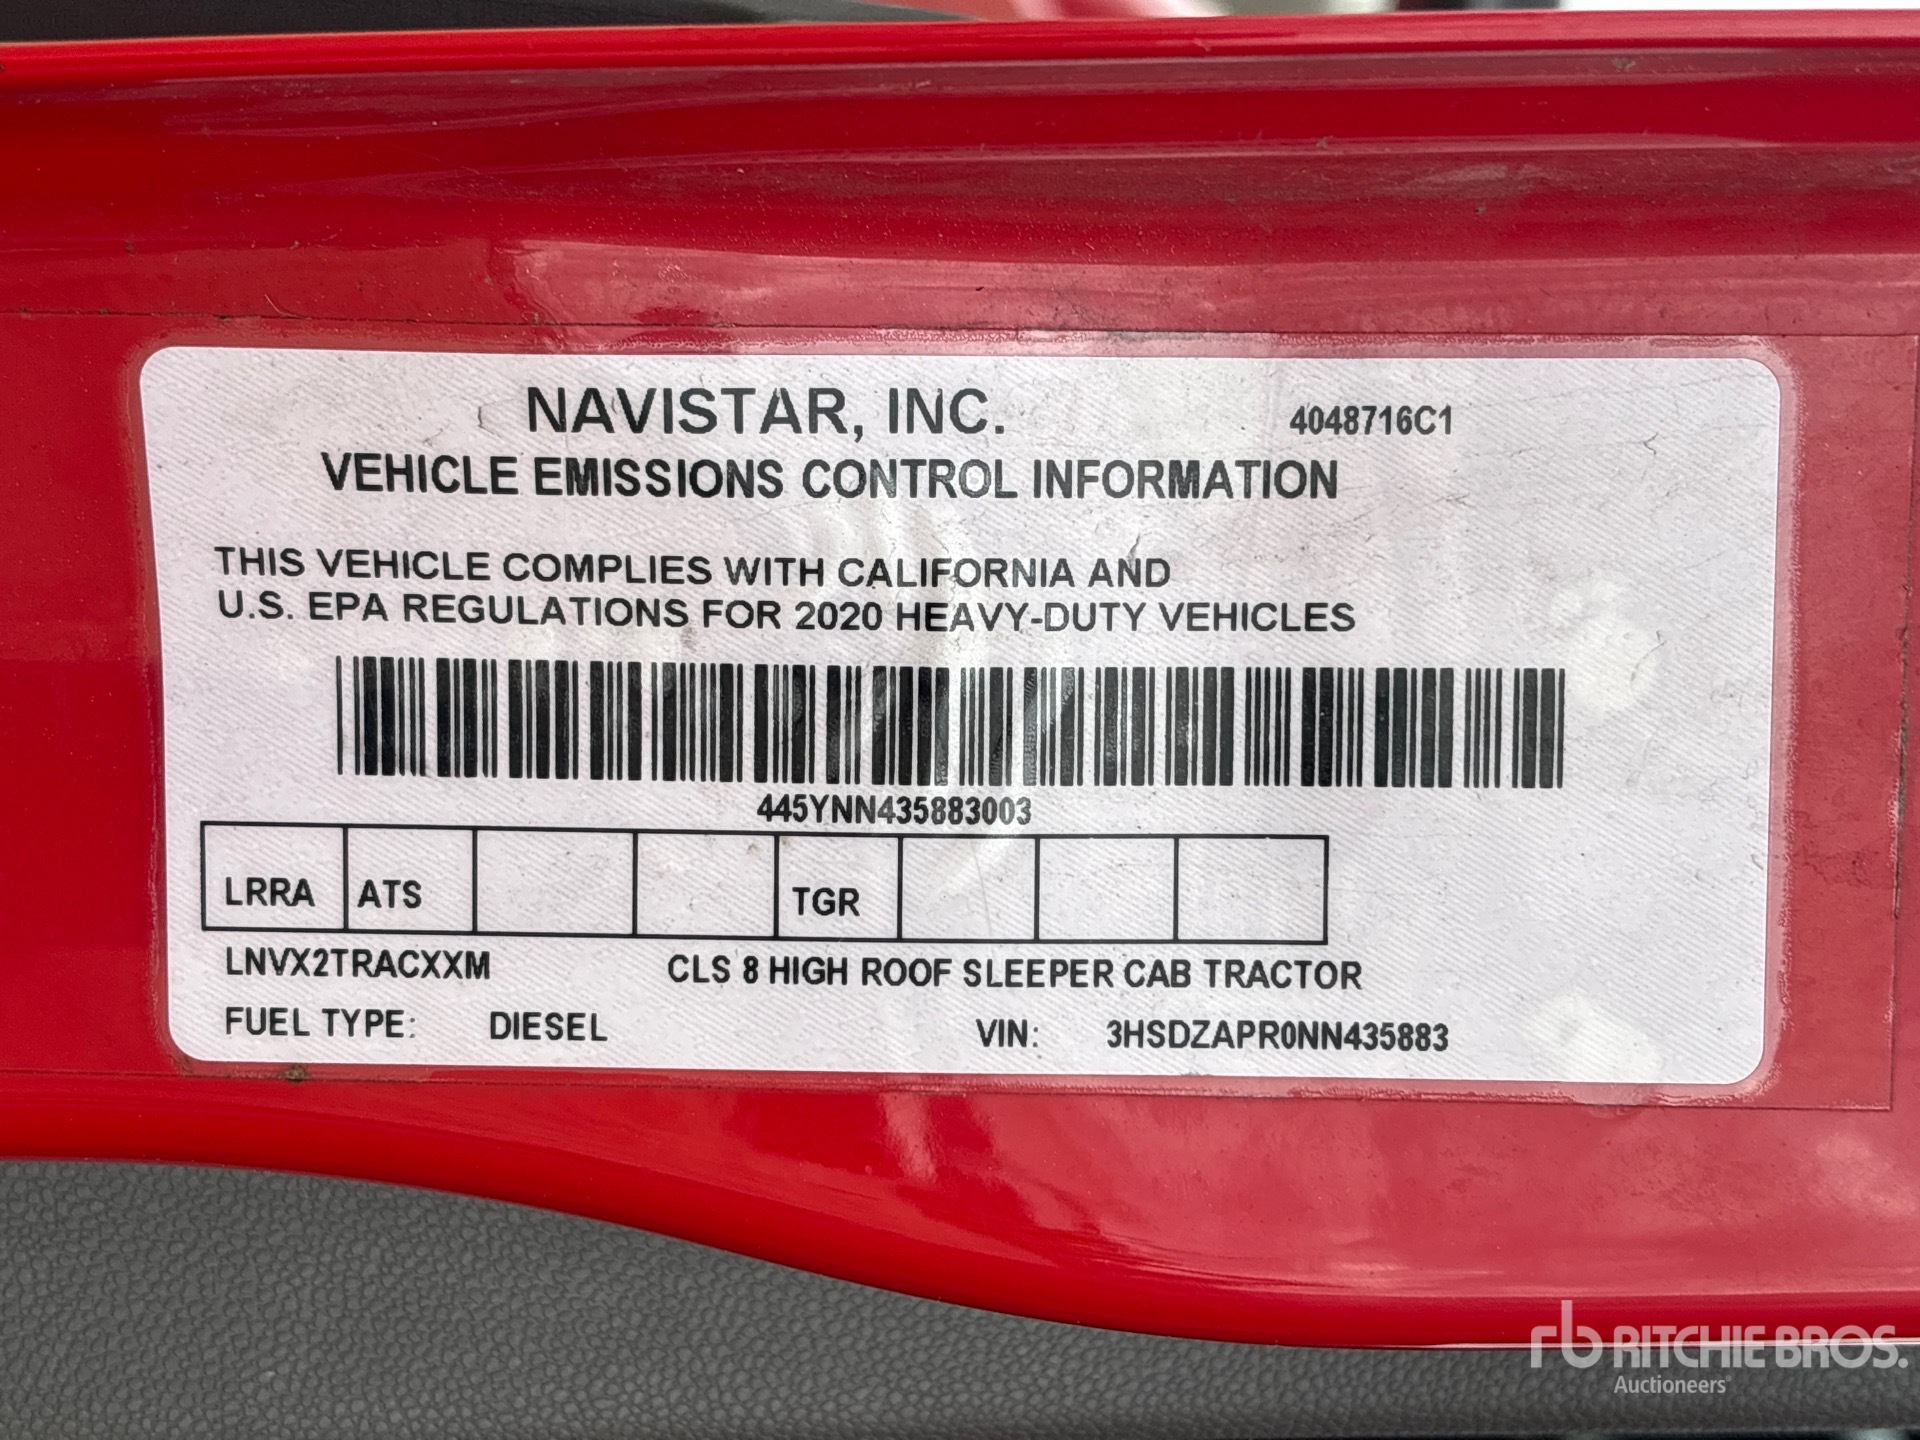 NAVISTAR, INC.
4048716C1
VEHICLE EMISSIONS CONTROL INFORMATION
THIS VEHICLE COMPLIES WITH CALIFORNIA AND
U.S. EPA REGULATIONS FOR 2020 HEAVY-DUTY VEHICLES
445YNN435883003
LRRA ATS TGR
LNVX2TRACXXM CLS 8 HIGH ROOF SLEEPER CAB TRACTOR
FUEL TYPE: DIESEL VIN: 3HSDZAPR0NN435883
rb RITCHIE BROS.
Auctioneers